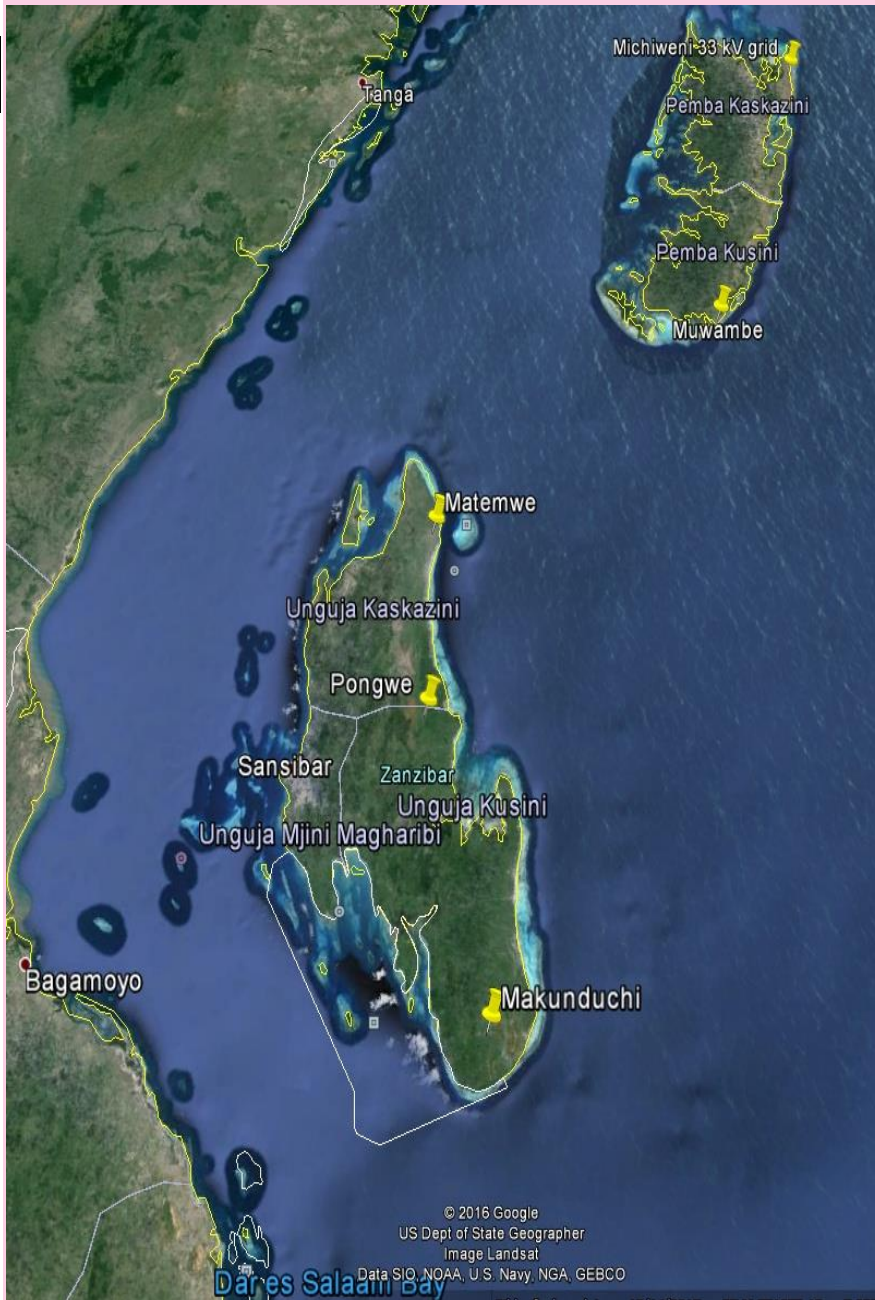 Michiweni 33 kV grid
Tanga
Pemba Kaskazini
Pemba Kusini
Muwambe
Matemwe
Unguja Kaskazini
Pongwe
Sansibar
Zanzibar
Unguja Kusini
Unguja Mjini Magharibi
Bagamoyo
Makunduchi
© 2016 Google
US Dept of State Geographer
Image Landsat
Data SIO, NOAA, U.S. Navy, NGA, GEBCO
Dar es Salaam Bay